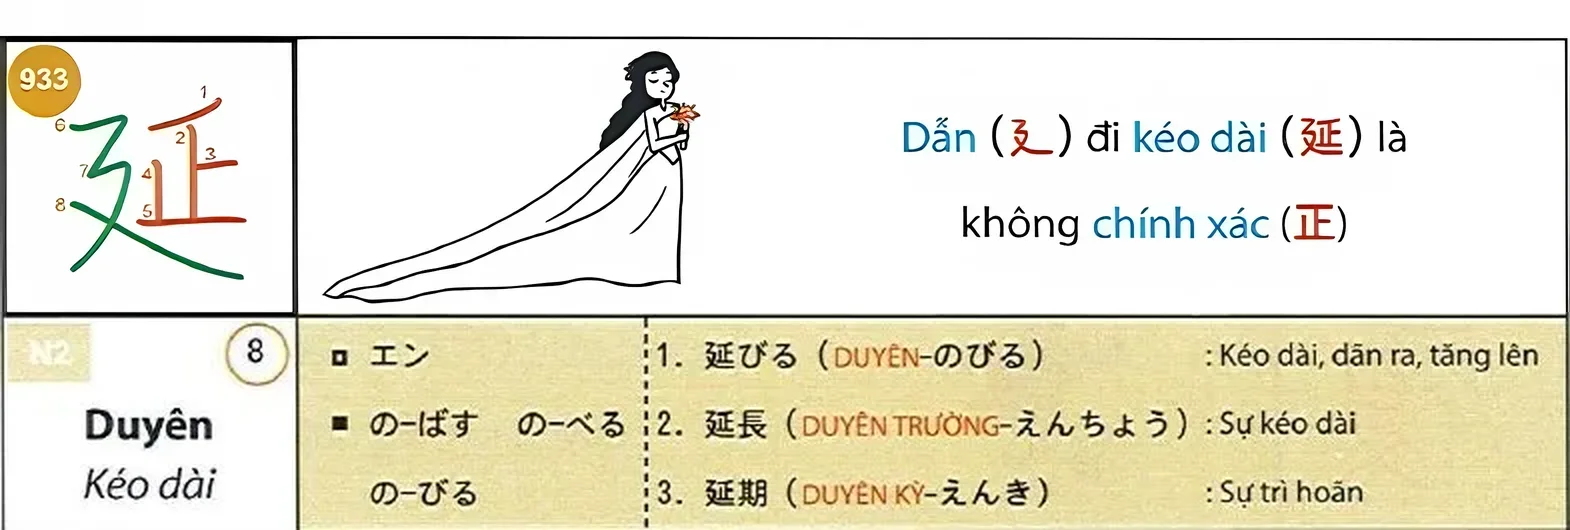 933
延
1
2
3
4
5
6
7
8
Dẫn (廴) đi kéo dài (延) là
không chính xác (正)
N2
8
Duyên
Kéo dài
エン
の-ばす の-べる
の-びる
1. 延びる (DUYÊN-のびる) : Kéo dài, dãn ra, tăng lên
2. 延長 (DUYÊN TRƯỜNG-えんちょう) : Sự kéo dài
3. 延期 (DUYÊN KỲ-えんき) : Sự trì hoãn